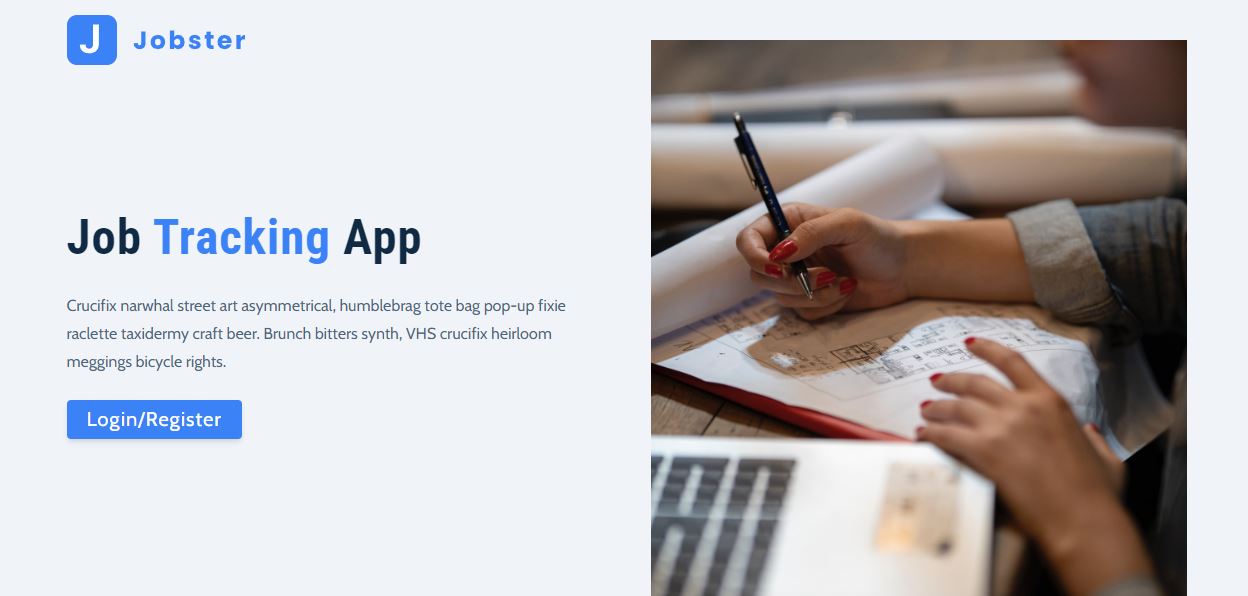 J Jobster
Job Tracking App
Crucifix narwhal street art asymmetrical, humblebrag tote bag pop-up fixie
raclette taxidermy craft beer. Brunch bitters synth, VHS crucifix heirloom
meggings bicycle rights.
Login/Register